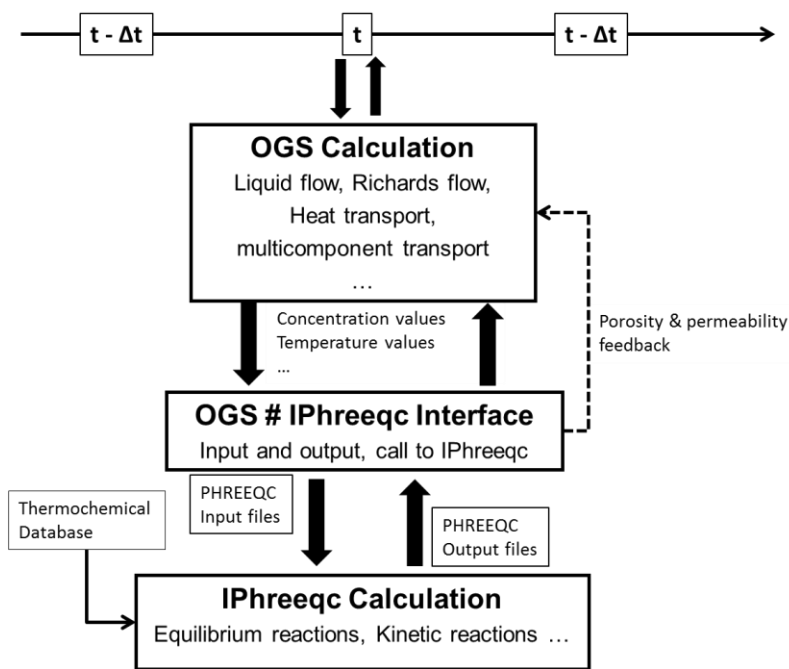 t - Δt
t
t - Δt
OGS Calculation
Liquid flow, Richards flow,
Heat transport,
multicomponent transport
...
Concentration values
Temperature values
...
Porosity & permeability
feedback
OGS # IPhreeqc Interface
Input and output, call to IPhreeqc
PHREEQC
Input files
Thermochemical
Database
PHREEQC
Output files
IPhreeqc Calculation
Equilibrium reactions, Kinetic reactions ...